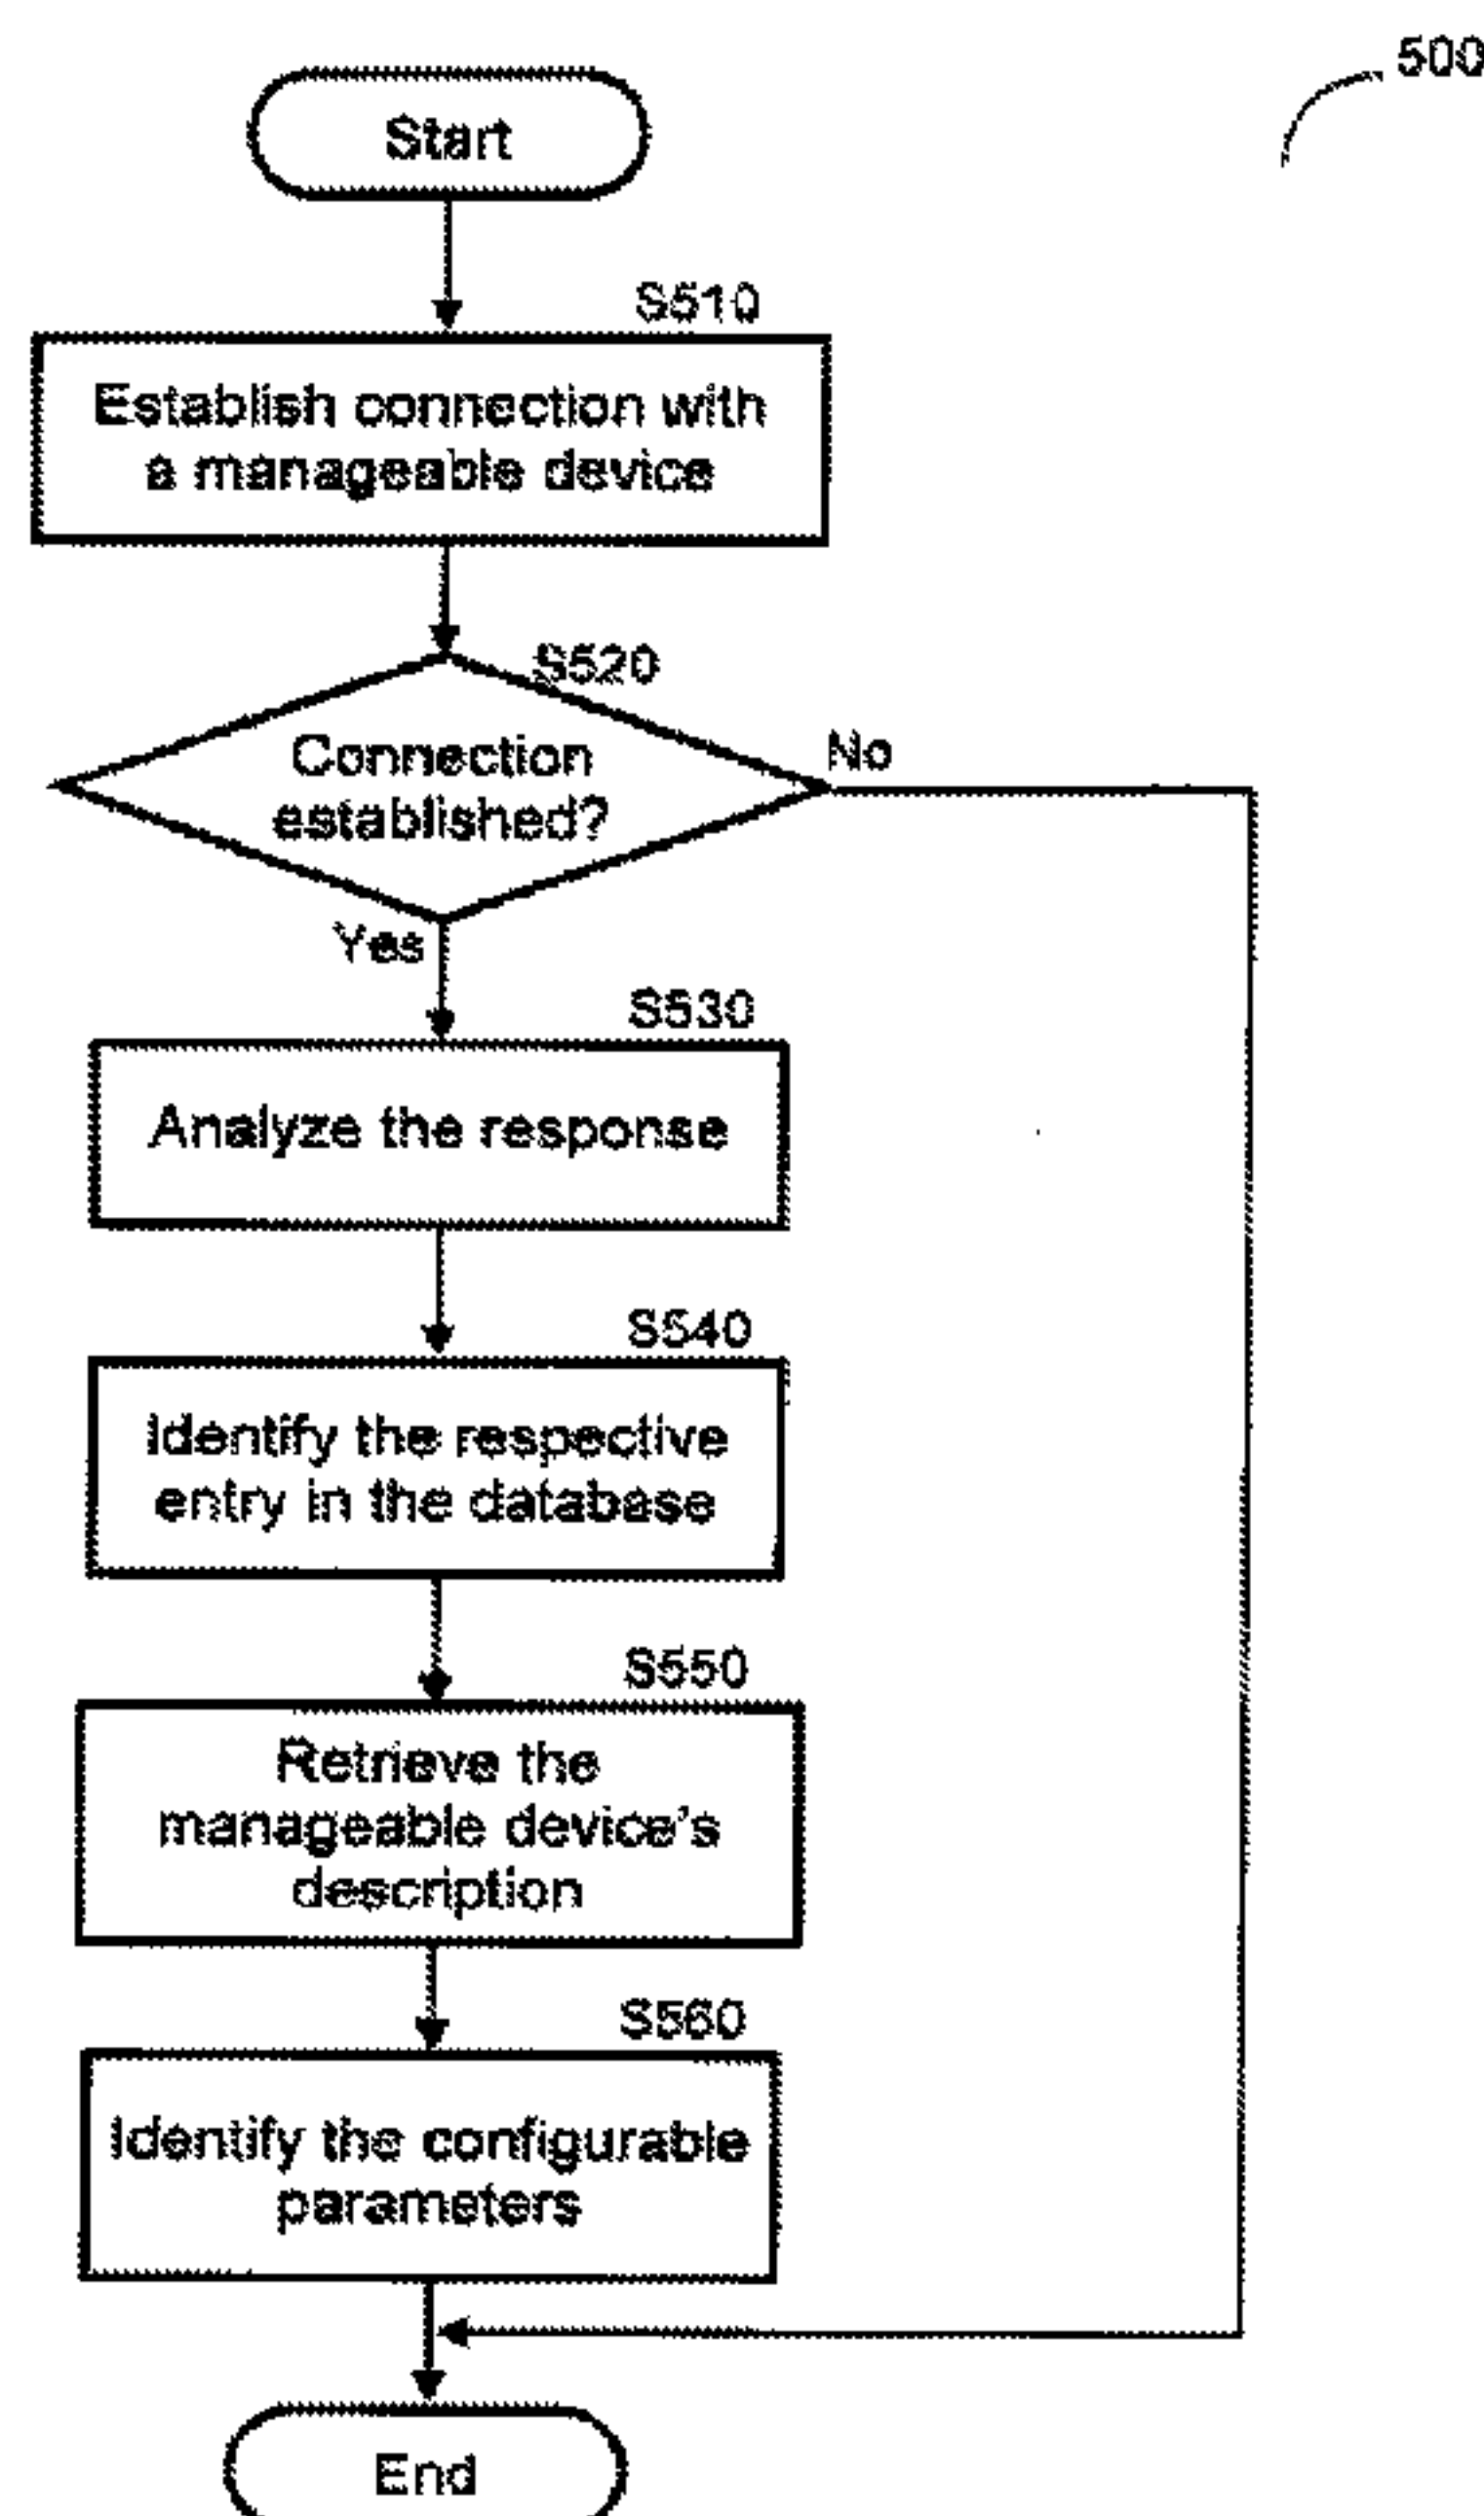 500
Start
S510
Establish connection with
a manageable device
S520
Connection
established?
No
Yes
S530
Analyze the response
S540
Identify the respective
entry in the database
S550
Retrieve the
manageable device's
description
S560
Identify the configurable
parameters
End